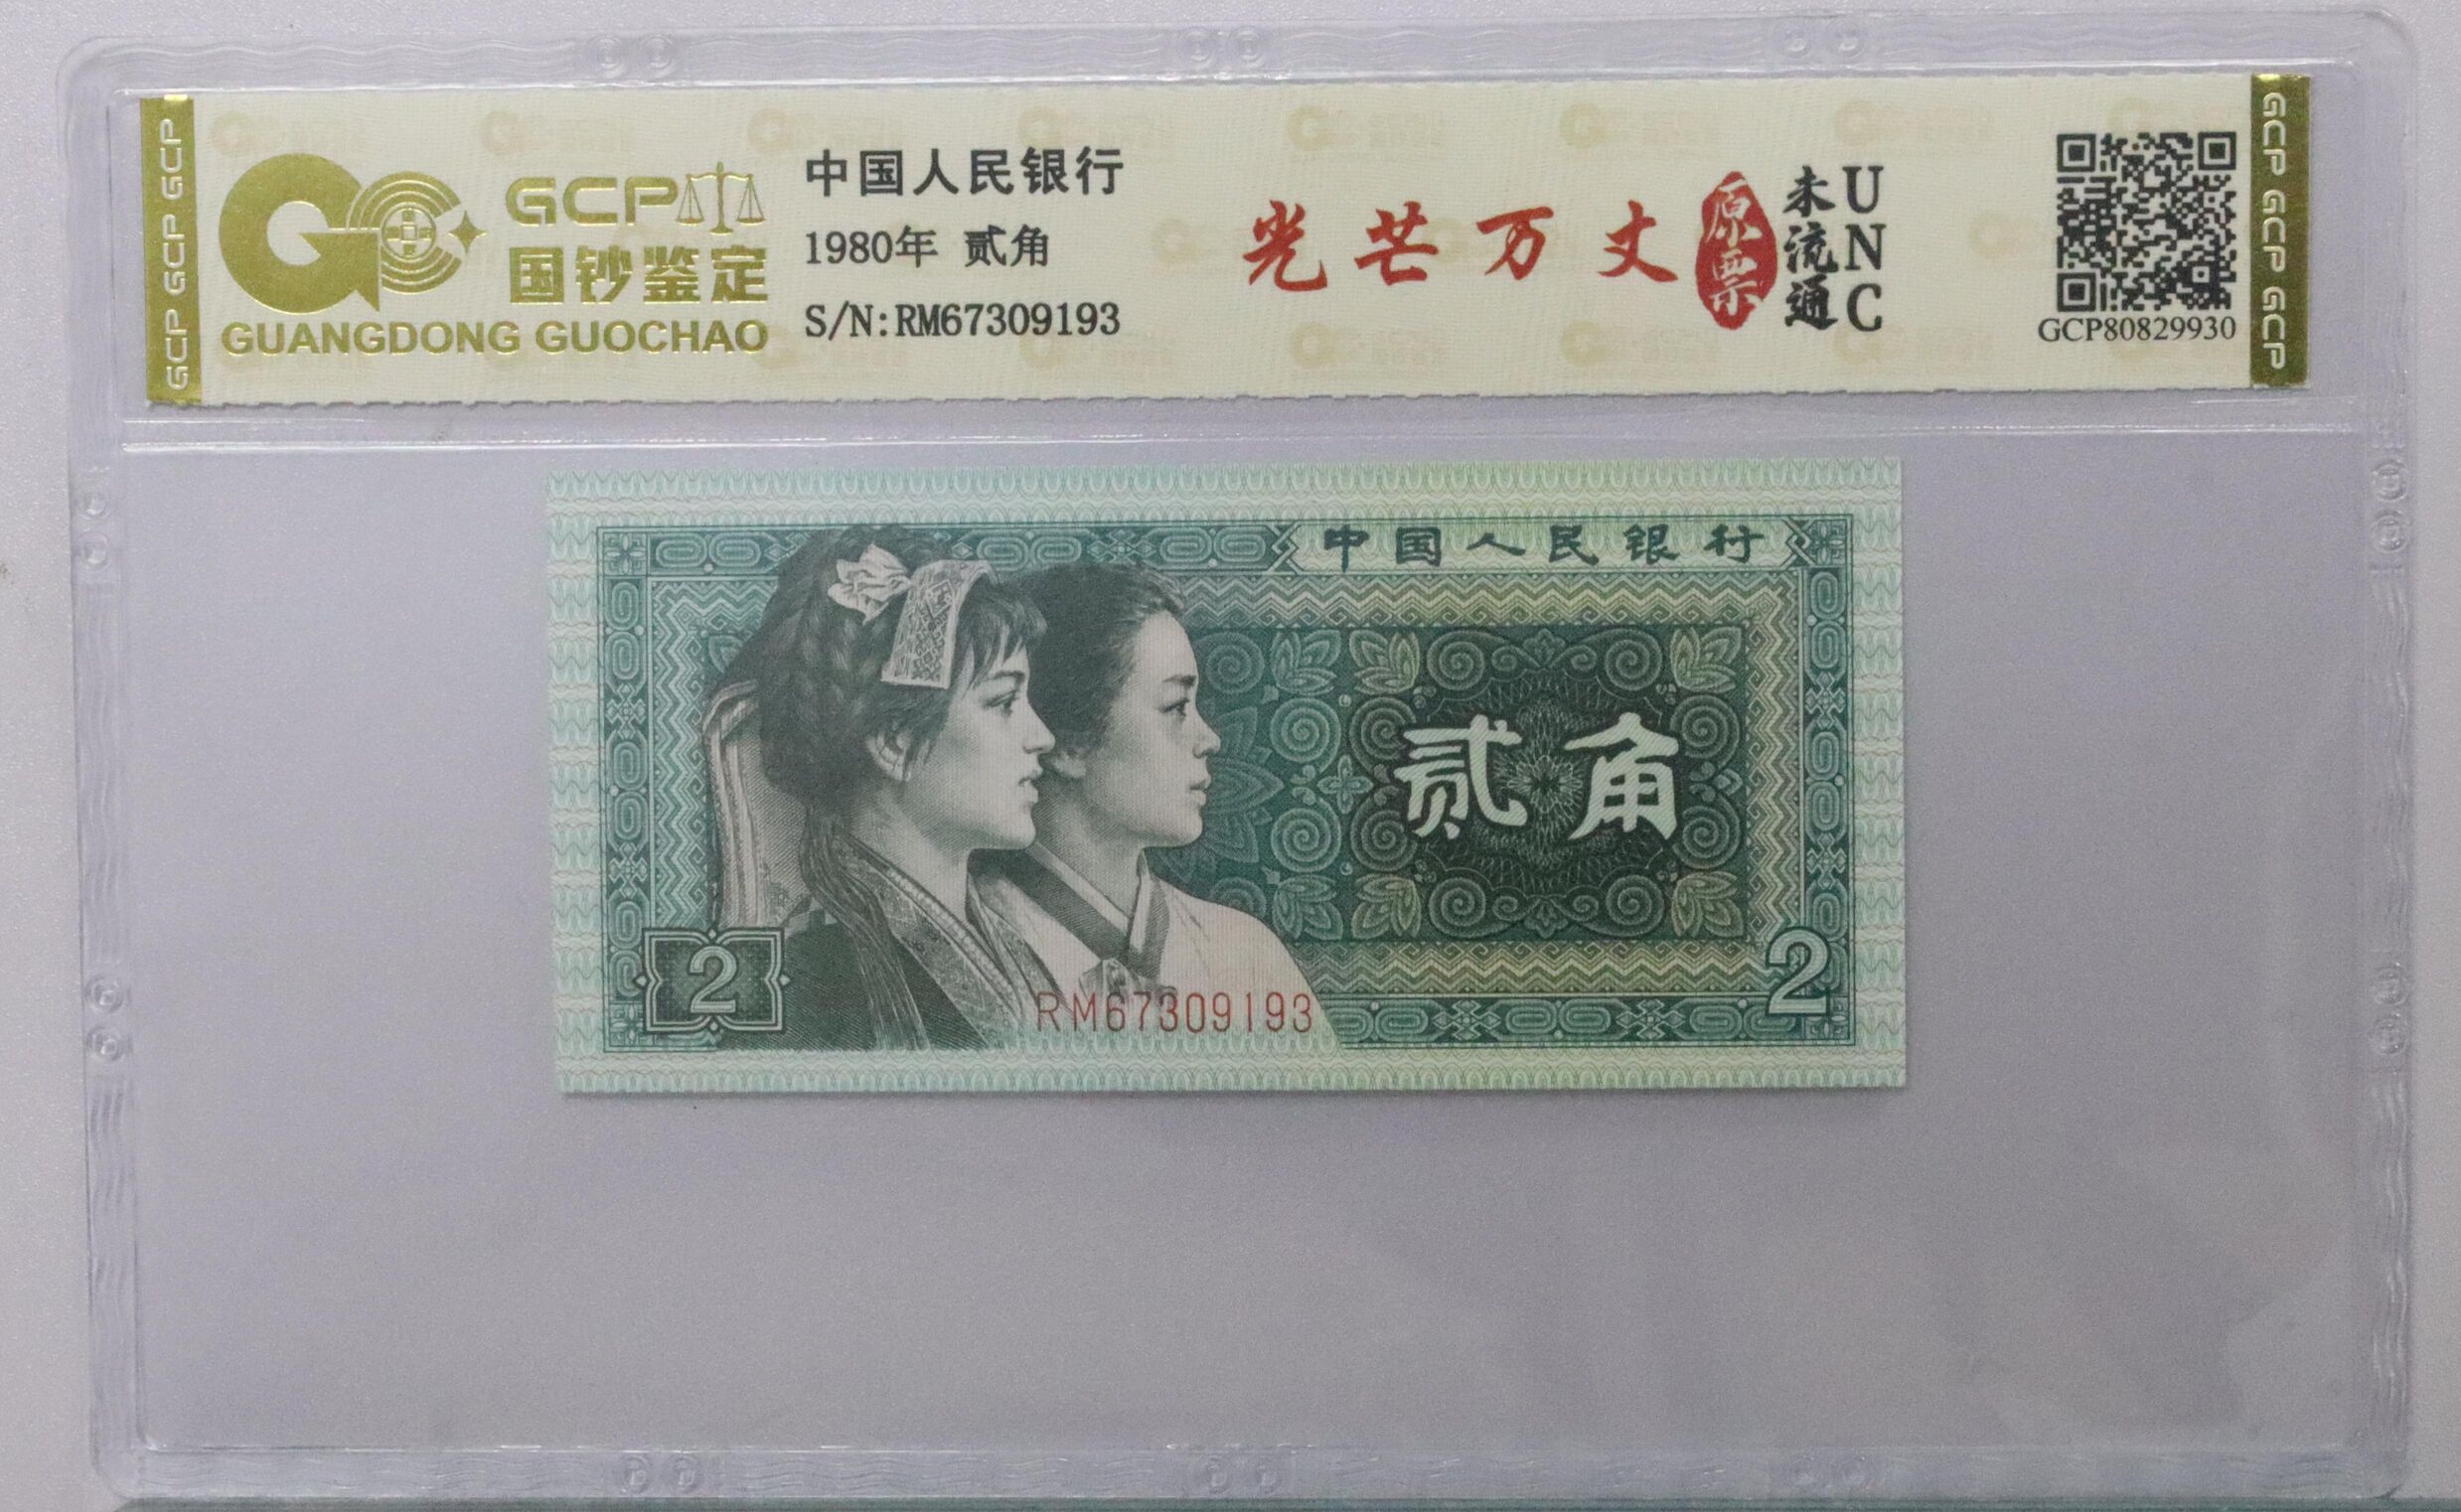 GCP GCP GCP
GCP
国钞鉴定
GUANGDONG GUOCHAO
中国人民银行
1980年 贰角
S/N:RM67309193
光芒万丈
原票
未流通
UNC
GCP80829930
GCP GCP GCP
中国人民银行
贰角
2
RM67309193
2